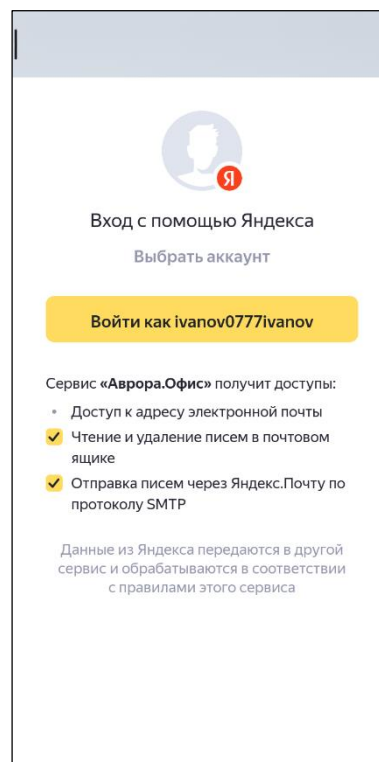 Я
Вход с помощью Яндекса
Выбрать аккаунт
Войти как ivanov0777ivanov
Сервис «Аврора.Офис» получит доступы:
• Доступ к адресу электронной почты
Чтение и удаление писем в почтовом
ящике
Отправка писем через Яндекс.Почту по
протоколу SMTP
Данные из Яндекса передаются в другой
сервис и обрабатываются в соответствии
с правилами этого сервиса